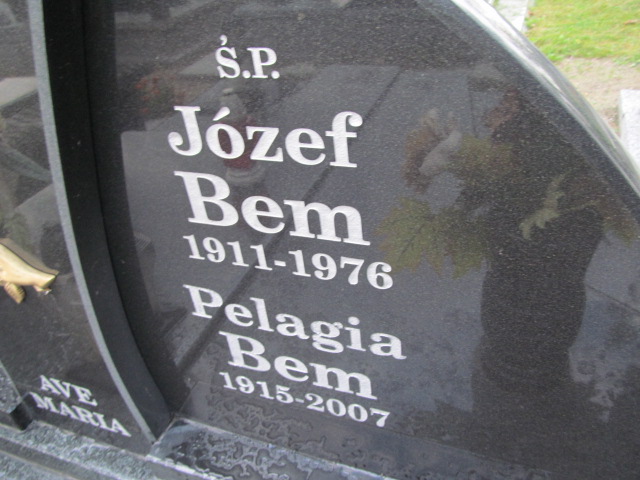 Ś.P.
Józef
Bem
1911-1976
Pelagia
Bem
1915-2007
AVE
MARIA